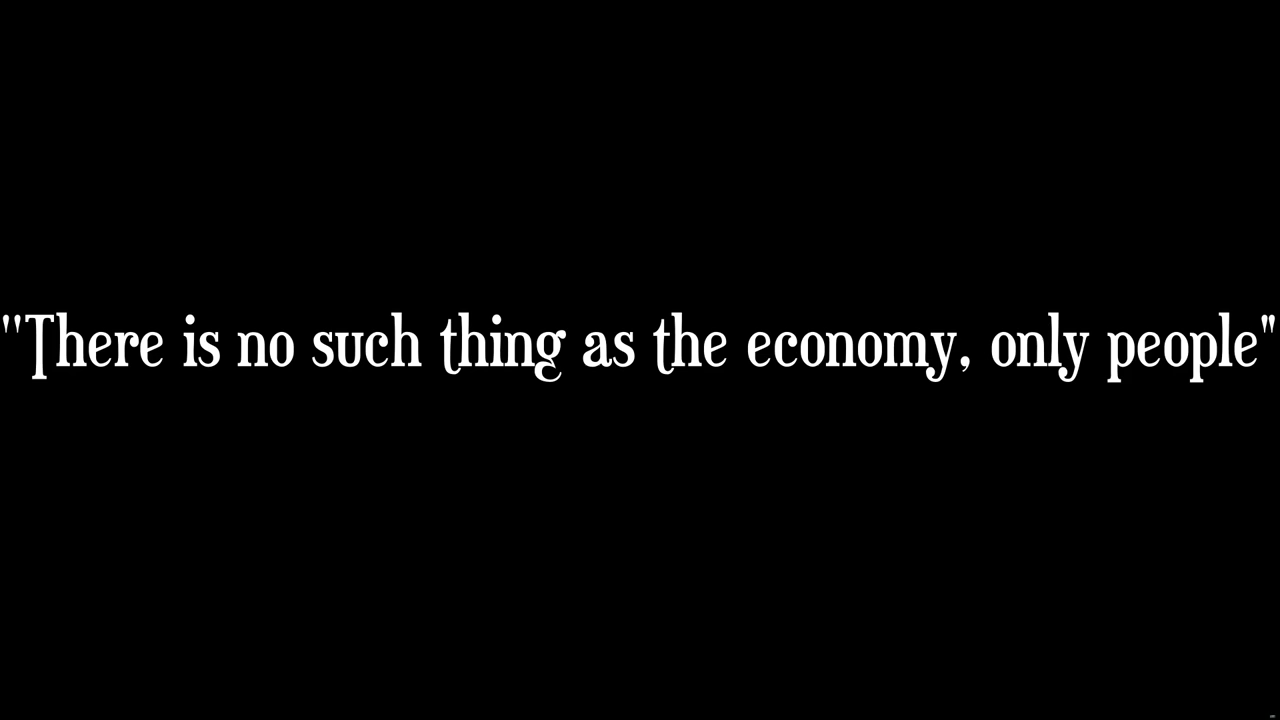 "There is no such thing as the economy, only people"